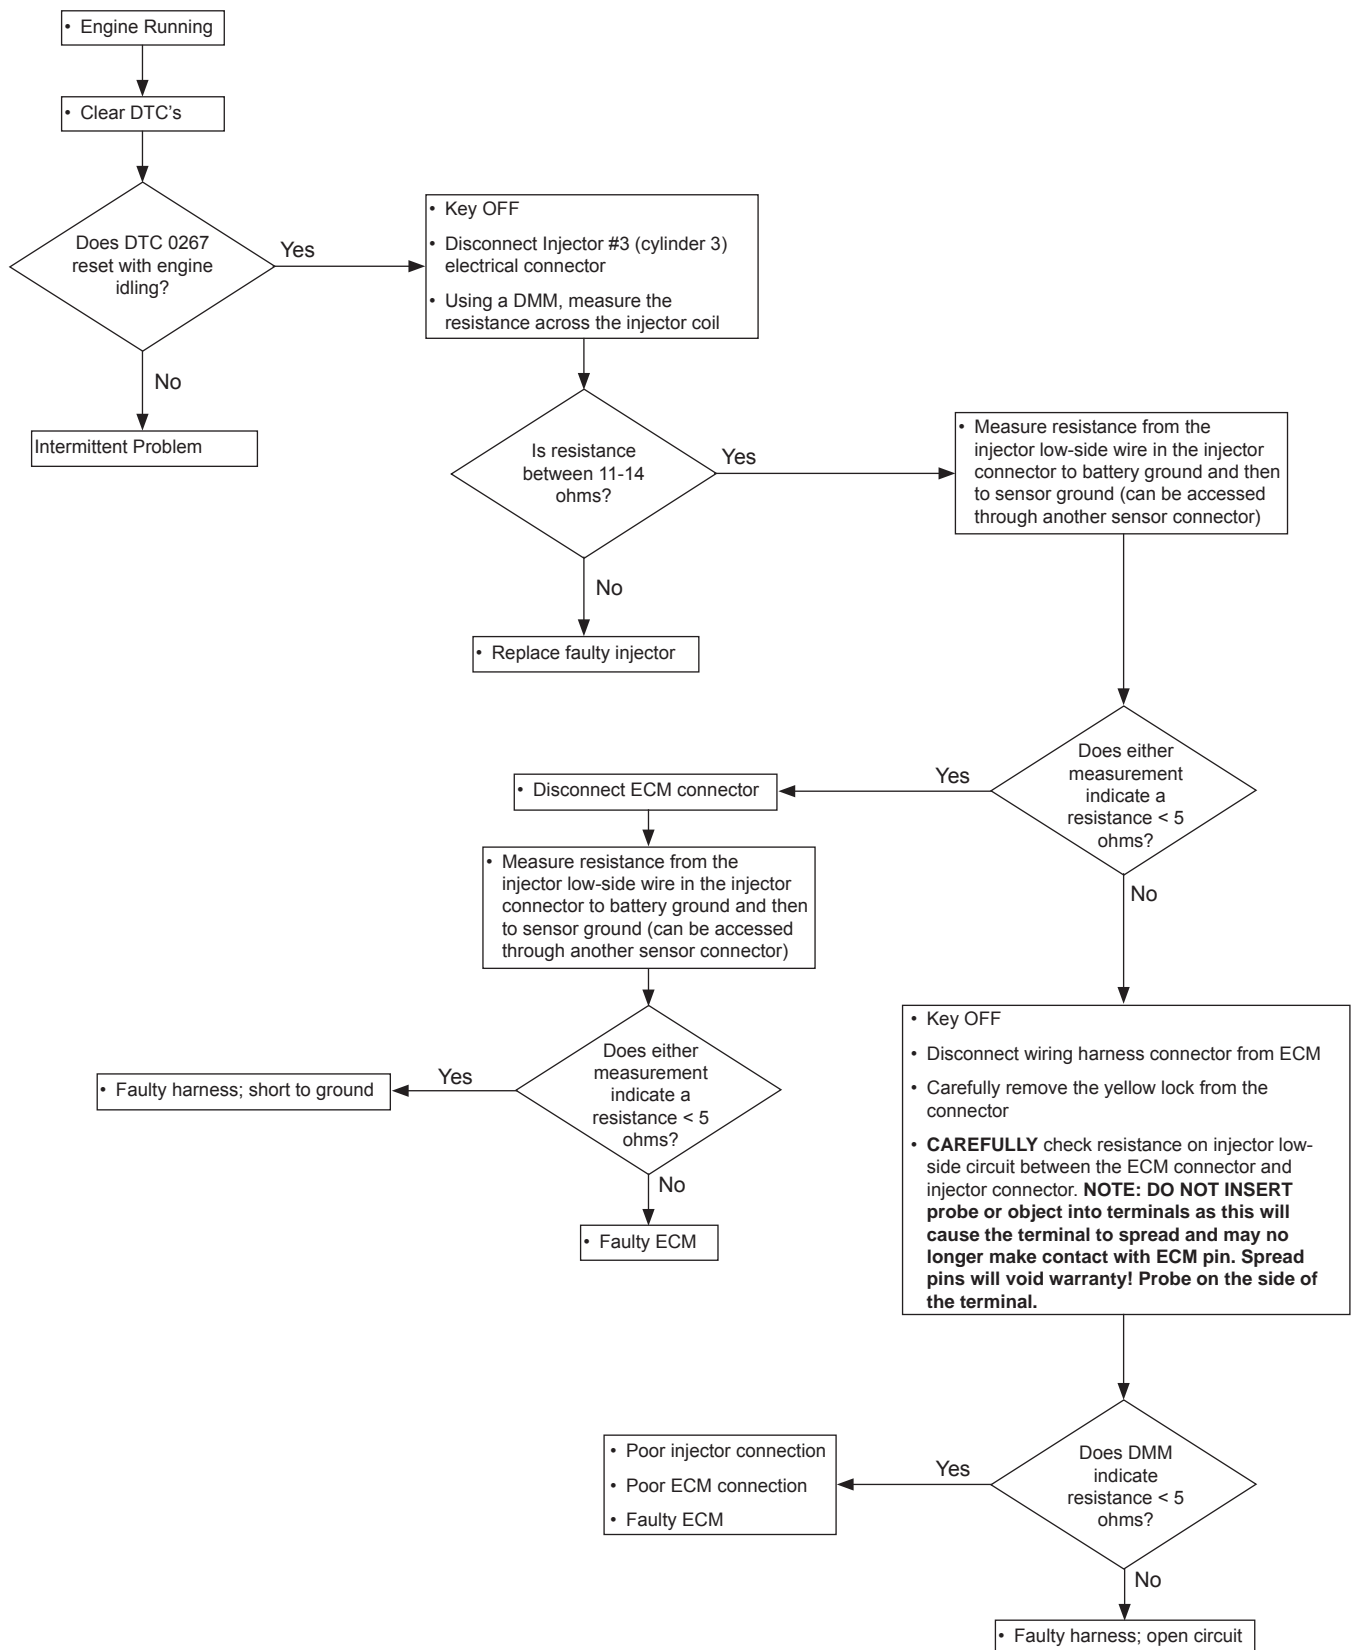 • Engine Running
• Clear DTC's
Does DTC 0267
reset with engine
idling?
Yes
No
Intermittent Problem
• Key OFF
• Disconnect Injector #3 (cylinder 3)
electrical connector
• Using a DMM, measure the
resistance across the injector coil
Is resistance
between 11-14
ohms?
Yes
No
• Replace faulty injector
• Measure resistance from the
injector low-side wire in the injector
connector to battery ground and then
to sensor ground (can be accessed
through another sensor connector)
Does either
measurement
indicate a
resistance < 5
ohms?
Yes
No
• Disconnect ECM connector
• Measure resistance from the
injector low-side wire in the injector
connector to battery ground and then
to sensor ground (can be accessed
through another sensor connector)
Does either
measurement
indicate a
resistance < 5
ohms?
Yes
• Faulty harness; short to ground
No
• Faulty ECM
• Key OFF
• Disconnect wiring harness connector from ECM
• Carefully remove the yellow lock from the
connector
• CAREFULLY check resistance on injector low-
side circuit between the ECM connector and
injector connector. NOTE: DO NOT INSERT
probe or object into terminals as this will
cause the terminal to spread and may no
longer make contact with ECM pin. Spread
pins will void warranty! Probe on the side of
the terminal.
Does DMM
indicate
resistance < 5
ohms?
Yes
• Poor injector connection
• Poor ECM connection
• Faulty ECM
No
• Faulty harness; open circuit